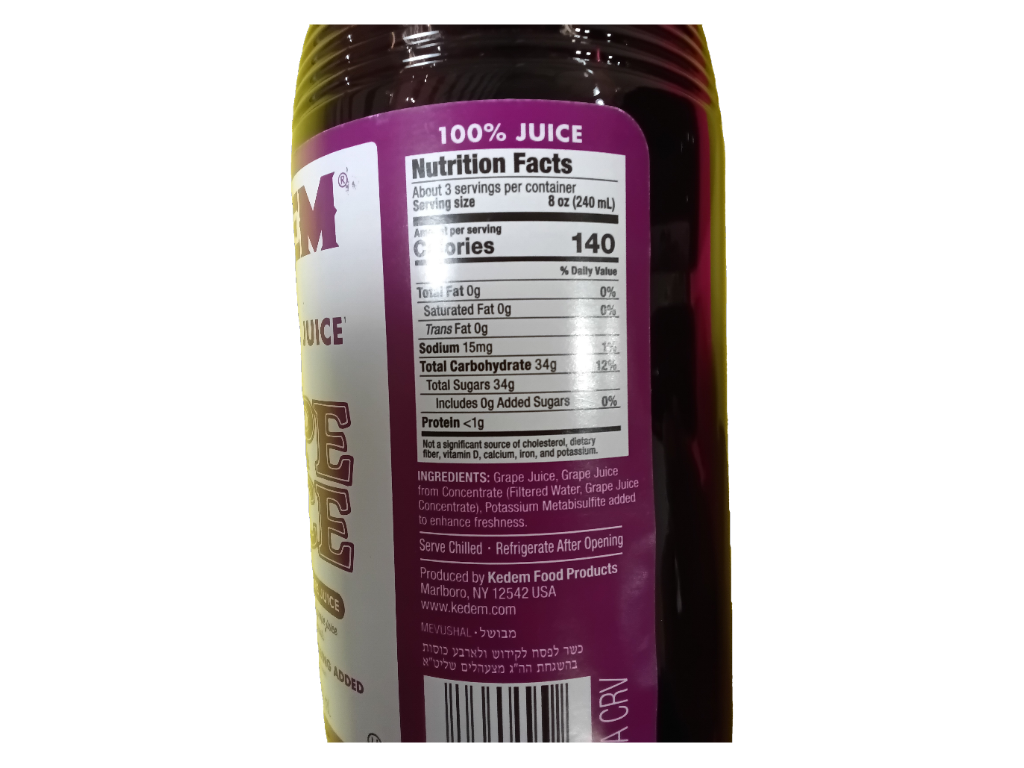 100% JUICE
Nutrition Facts
About 3 servings per container
Serving size 8 oz (240 mL)
per serving
Calories 140
% Daily Value
Total Fat 0g 0%
Saturated Fat 0g 0%
Trans Fat 0g
Sodium 15mg 1%
Total Carbohydrate 34g 12%
Total Sugars 34g
Includes 0g Added Sugars 0%
Protein <1g
Not a significant source of cholesterol, dietary
fiber, vitamin D, calcium, iron, and potassium.
INGREDIENTS: Grape Juice, Grape Juice
from Concentrate (Filtered Water, Grape Juice
Concentrate), Potassium Metabisulfite added
to enhance freshness.
Serve Chilled · Refrigerate After Opening
Produced by Kedem Food Products
Marlboro, NY 12542 USA
www.kedem.com
MEVUSHAL · מבושל
כשר לפסח לקידוש ולארבע כוסות
בהשגחת הה"ג מצעהלים שליט"א
A CRV
EM®
JUICE
PE
CE
JUICE
ADDED